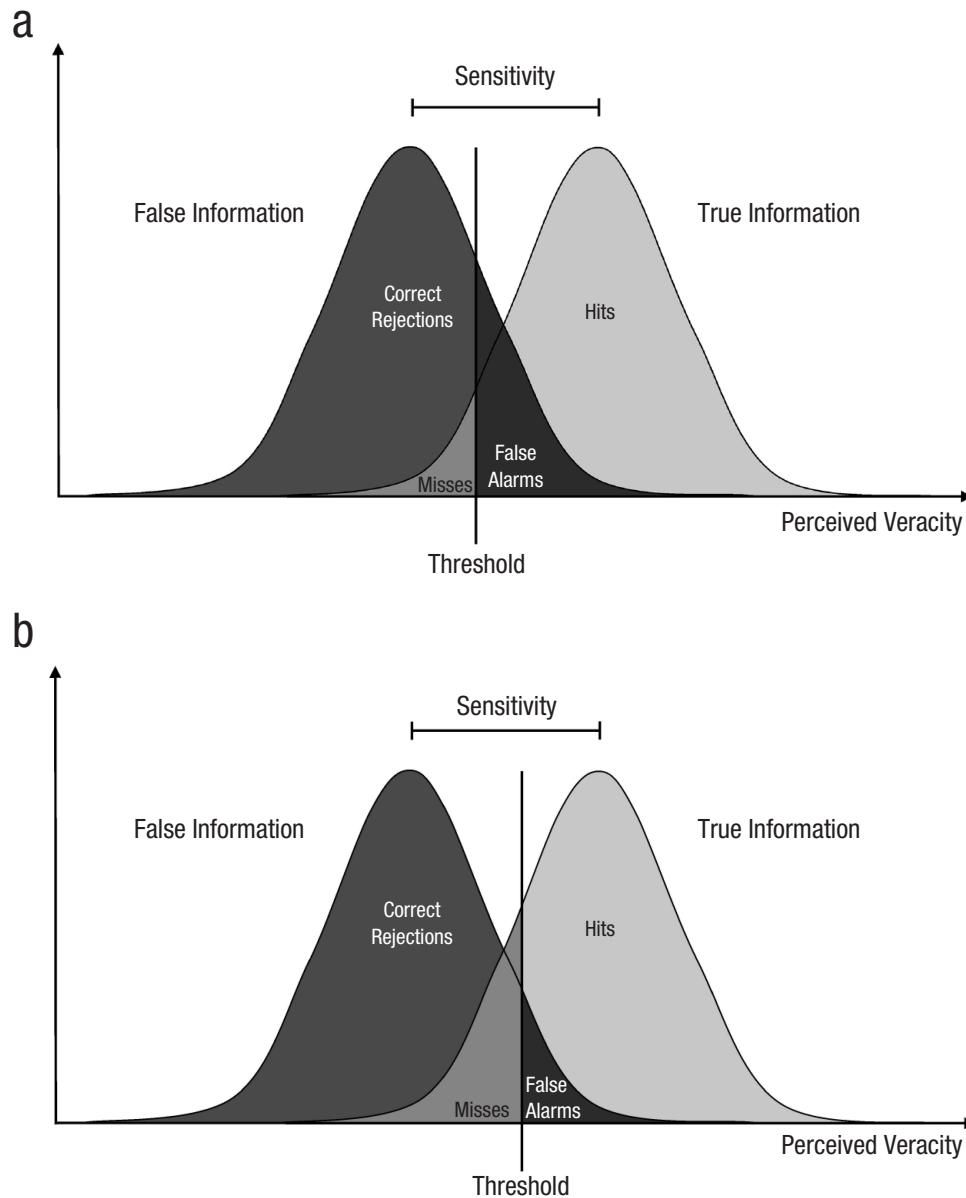 a
Sensitivity
False Information
True Information
Correct
Rejections
Hits
False
Alarms
Misses
Perceived Veracity
Threshold
b
Sensitivity
False Information
True Information
Correct
Rejections
Hits
False
Alarms
Misses
Perceived Veracity
Threshold